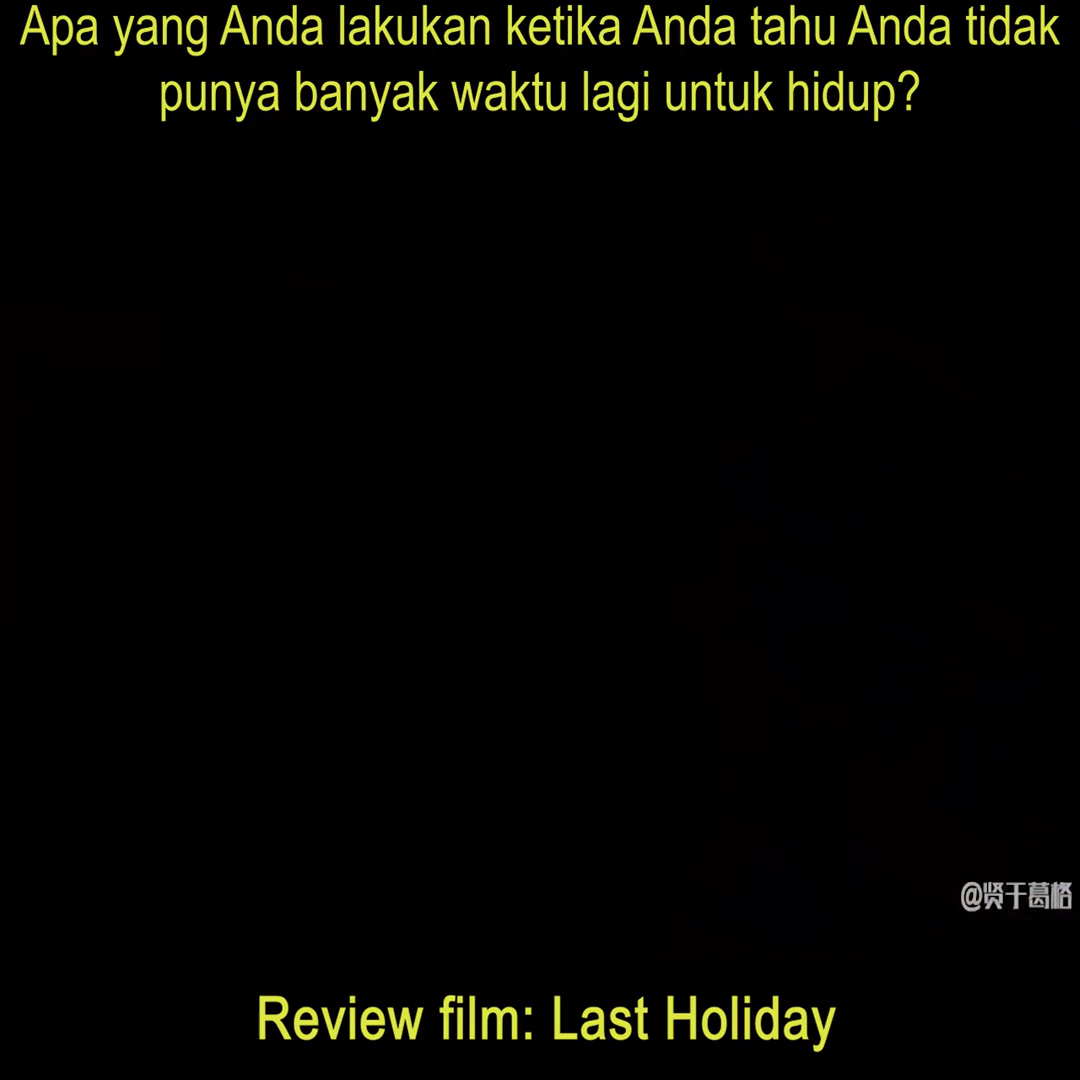 Apa yang Anda lakukan ketika Anda tahu Anda tidak
punya banyak waktu lagi untuk hidup?
@贤于葛格
Review film: Last Holiday